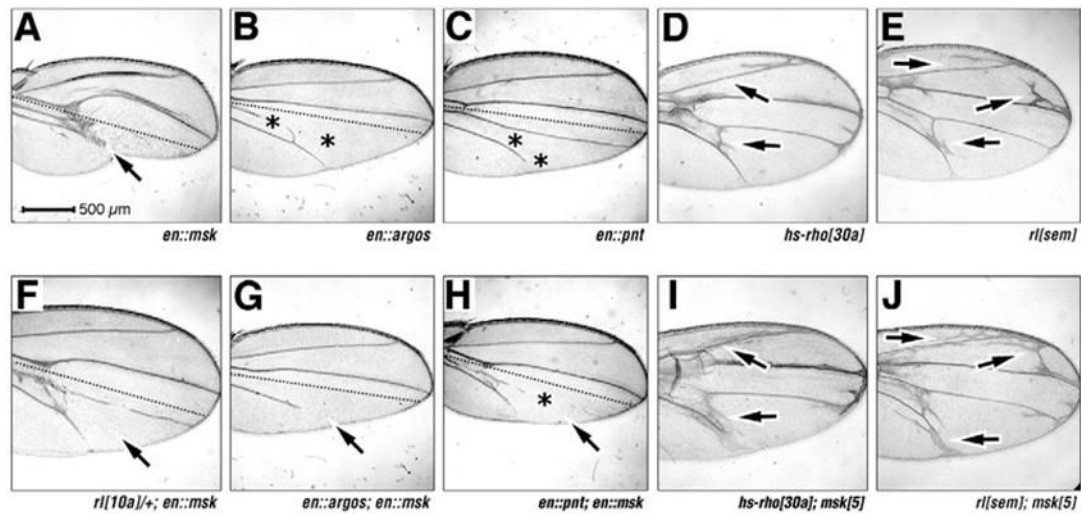 A B C D E
500 µm
en::msk en::argos en::pnt hs-rho[30a] rl[sem]
F G H I J
rl[10a]/+; en::msk en::argos; en::msk en::pnt; en::msk hs-rho[30a]; msk[5] rl[sem]; msk[5]